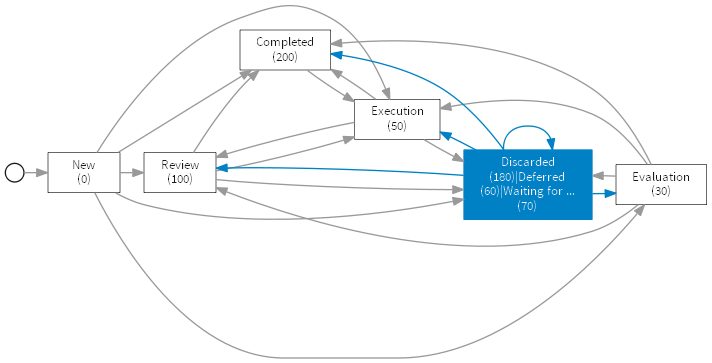 Completed
(200)
Execution
(50)
New
(0)
Review
(100)
Discarded
(180)|Deferred
(60)|Waiting for ...
(70)
Evaluation
(30)